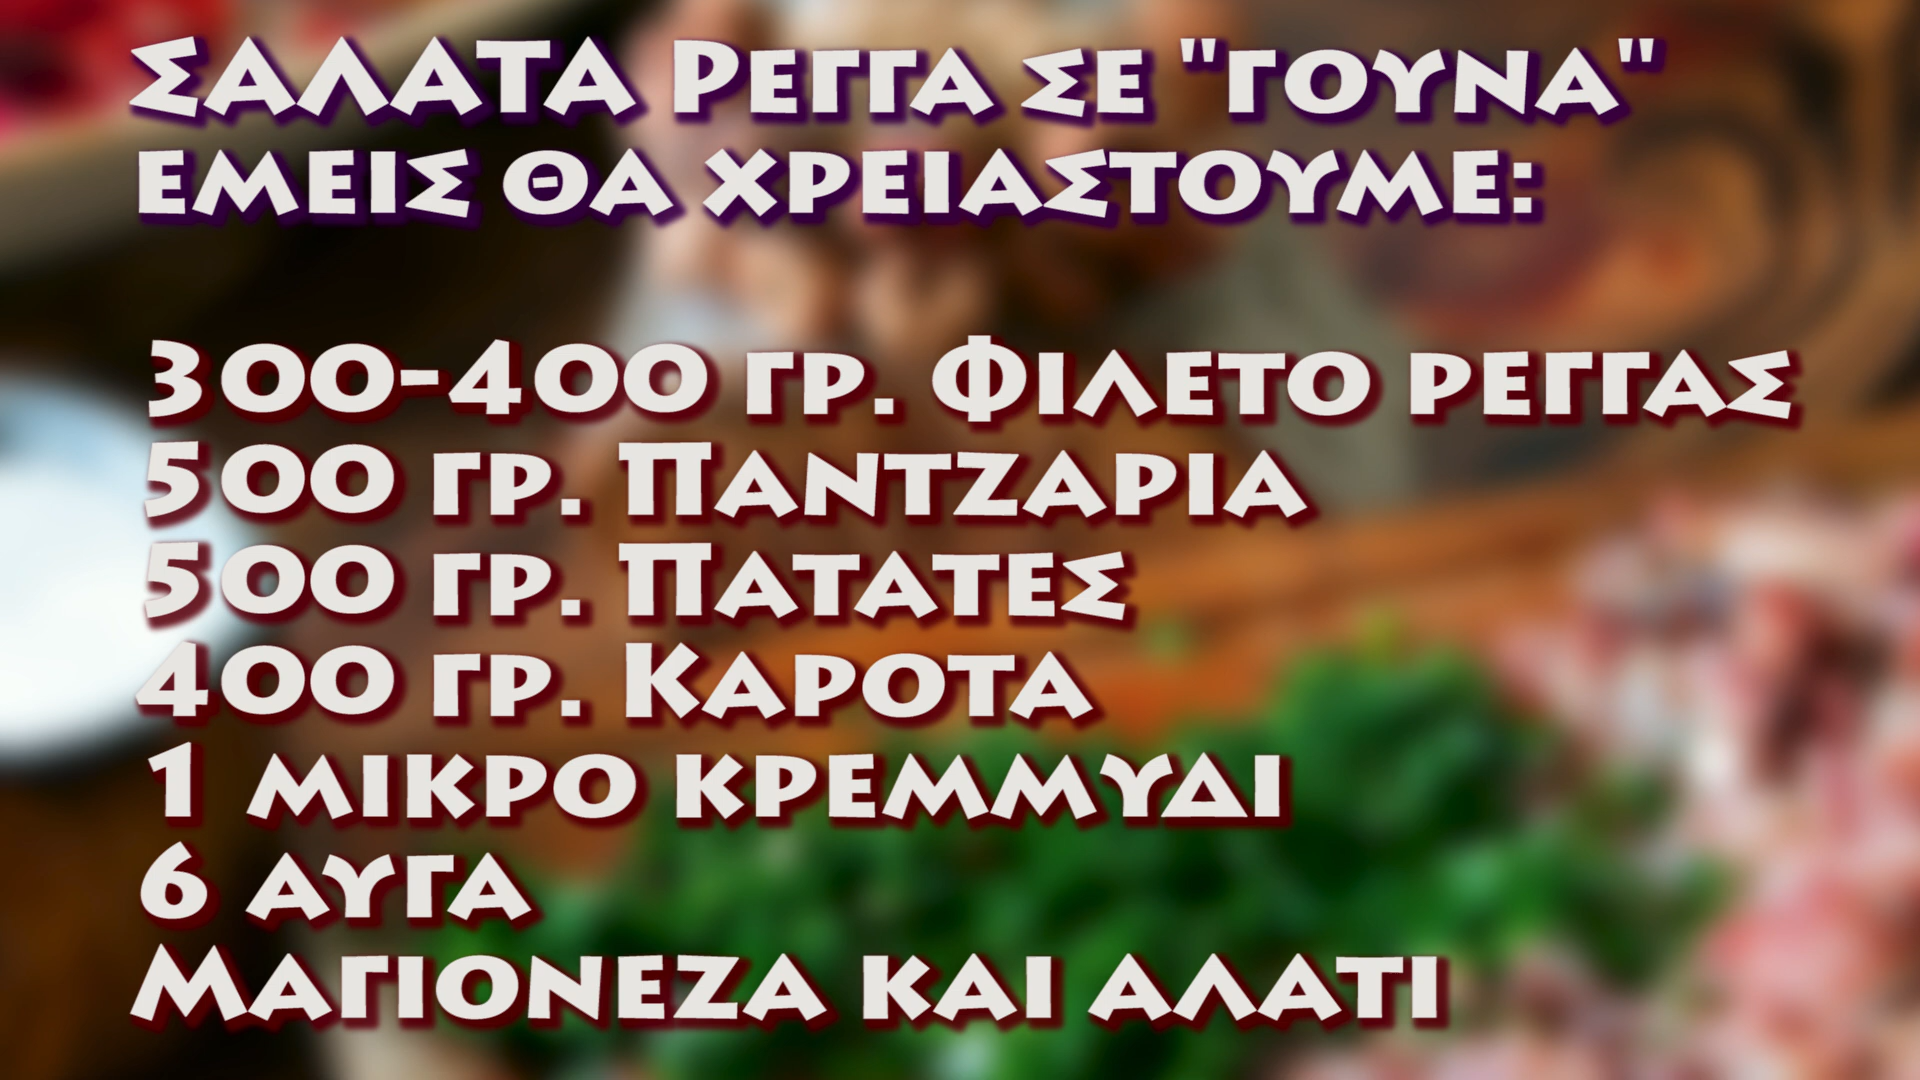 ΣΑΛΑΤΑ ΡΕΓΓΑ ΣΕ "ΓΟΥΝΑ"
ΕΜΕΙΣ ΘΑ ΧΡΕΙΑΣΤΟΥΜΕ:
300-400 ΓΡ. ΦΙΛΕΤΟ ΡΕΓΓΑΣ
500 ΓΡ. ΠΑΝΤΖΑΡΙΑ
500 ΓΡ. ΠΑΤΑΤΕΣ
400 ΓΡ. ΚΑΡΟΤΑ
1 ΜΙΚΡΟ ΚΡΕΜΜΥΔΙ
6 ΑΥΓΑ
ΜΑΓΙΟΝΕΖΑ ΚΑΙ ΑΛΑΤΙ